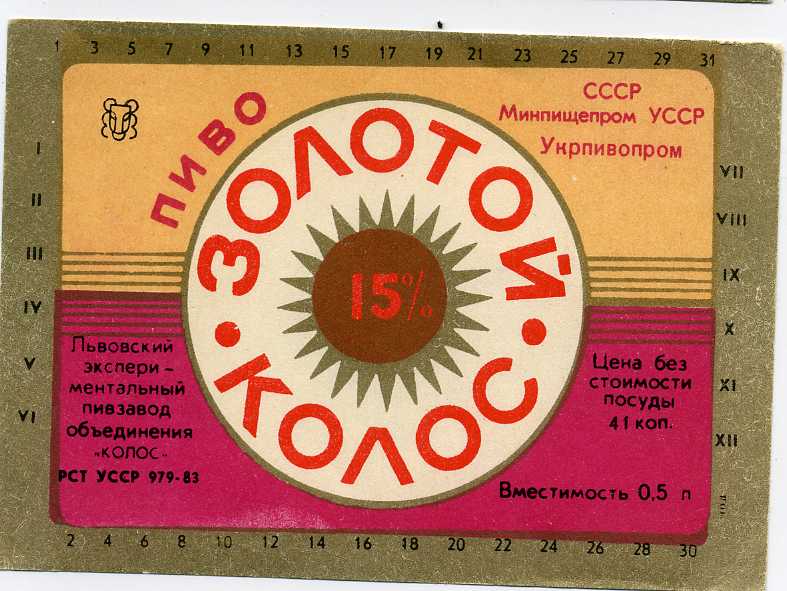 1 3 5 7 9 11 13 15 17 19 21 23 25 27 29 31
СССР
Минпищепром УССР
Укрпивопром
ПИВО
ЗОЛОТОЙ
• КОЛОС •
15%
I
II
III
IV
V
VI
VII
VIII
IX
X
XI
XII
Львовский
экспери-
ментальный
пивзавод
объединения
"КОЛОС"
РСТ УССР 979-83
Цена без
стоимости
посуды
41 коп.
Вместимость 0,5 л
2 4 6 8 10 12 14 16 18 20 22 24 26 28 30